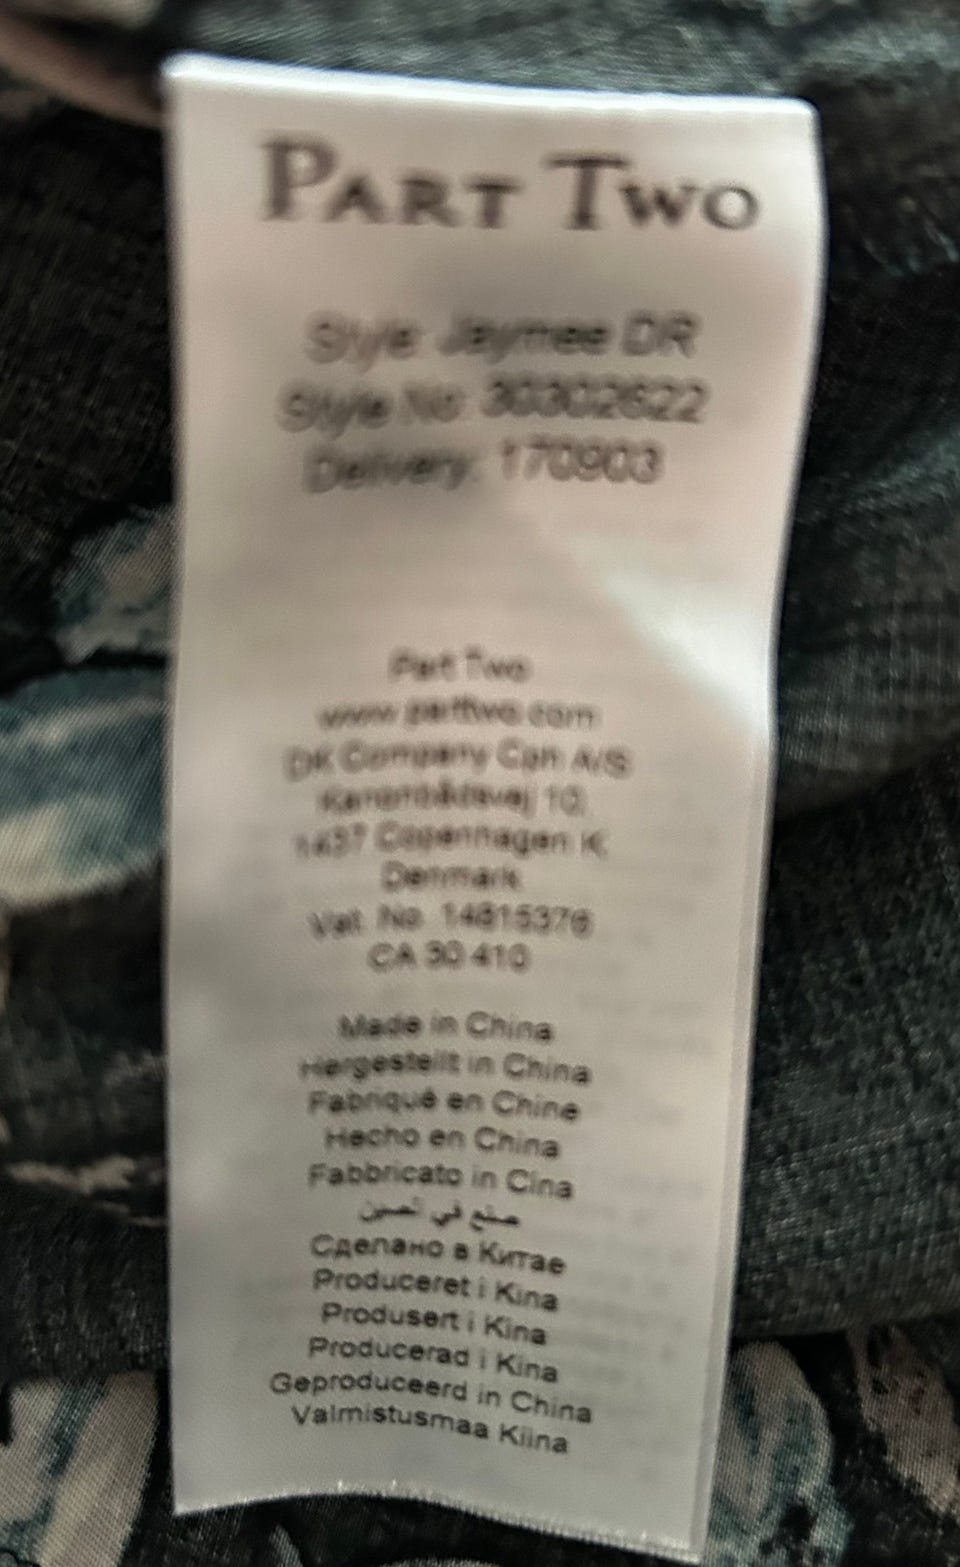 PART TWO
Style: Jaymee DR
Style No: 30302622
Delivery: 170903
Part Two
www.parttwo.com
DK Company Cph A/S
Kanonbådsvej 10,
1437 Copenhagen K,
Denmark
Vat. No. 14815376
CA 30 410
Made in China
Hergestellt in China
Fabriqué en Chine
Hecho en China
Fabbricato in Cina
صنع في لصين
Сделано в Китае
Produceret i Kina
Produsert i Kina
Producerad i Kina
Geproduceerd in China
Valmistusmaa Kiina